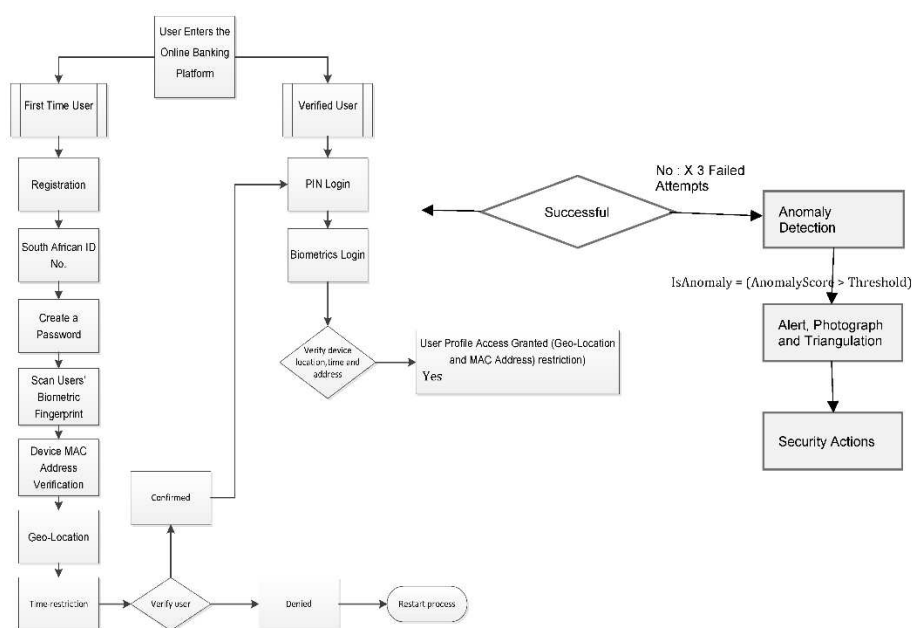 User Enters the
Online Banking
Platform
First Time User
Verified User
Registration
PIN Login
South African ID
No.
Biometrics Login
Create a
Password
Verify device
location,time and
address
User Profile Access Granted (Geo-Location
and MAC Address) restriction)
Yes
Scan Users'
Biometric
Fingerprint
Device MAC
Address
Verification
Confirmed
Geo-Location
Time-restriction
Verify user
Denied
Restart process
No : X 3 Failed
Attempts
Successful
Anomaly
Detection
IsAnomaly = (AnomalyScore > Threshold)
Alert, Photograph
and Triangulation
Security Actions